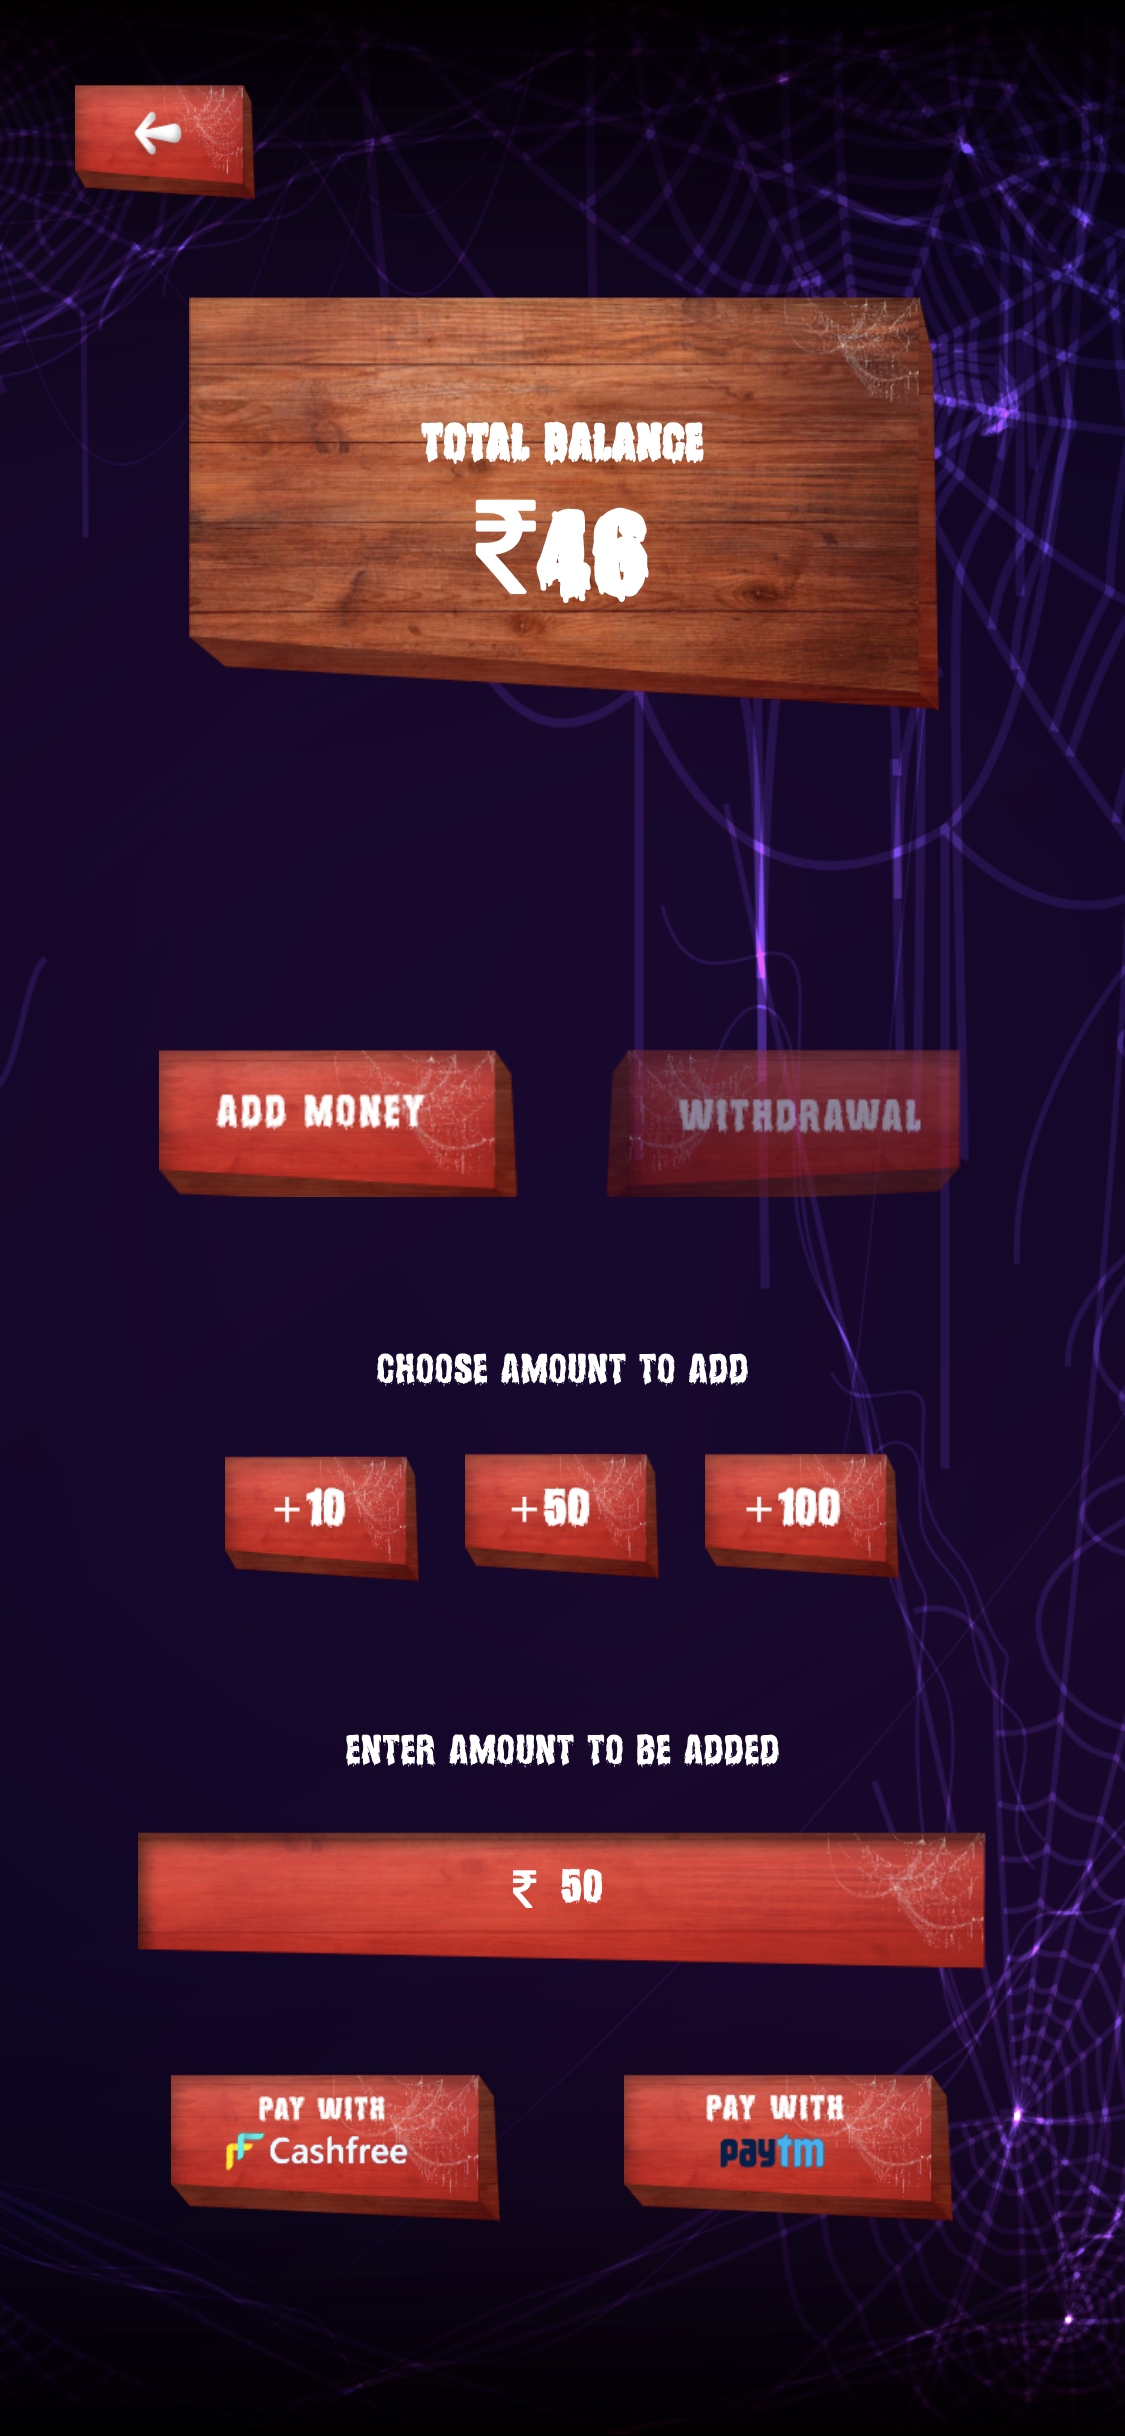 TOTAL BALANCE
₹46
ADD MONEY
WITHDRAWAL
CHOOSE AMOUNT TO ADD
+10
+50
+100
ENTER AMOUNT TO BE ADDED
₹ 50
PAY WITH
Cashfree
PAY WITH
paytm